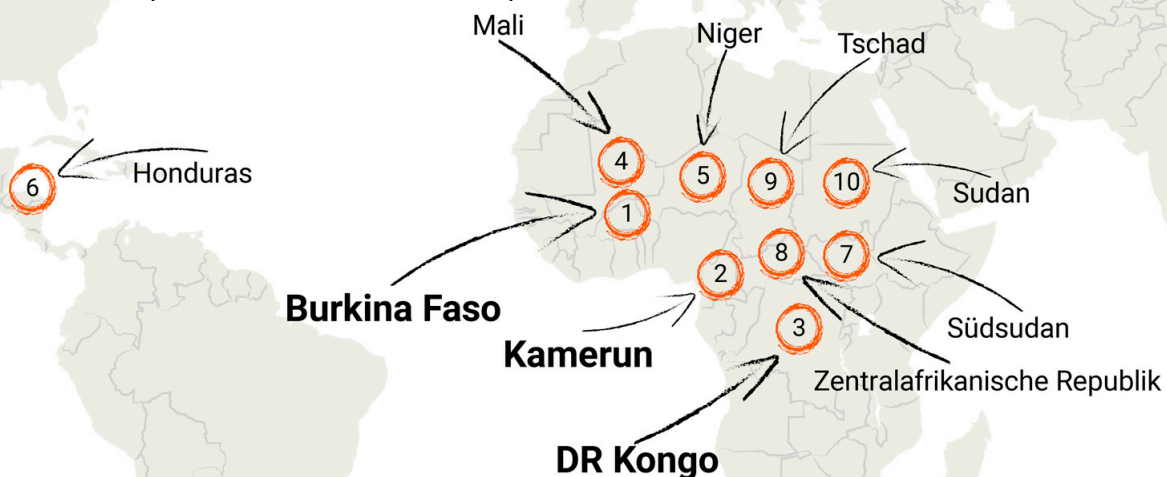 Mali
Niger
Tschad
4
5
9
10
6
Honduras
Sudan
1
8
7
2
Burkina Faso
3
Südsudan
Kamerun
Zentralafrikanische Republik
DR Kongo